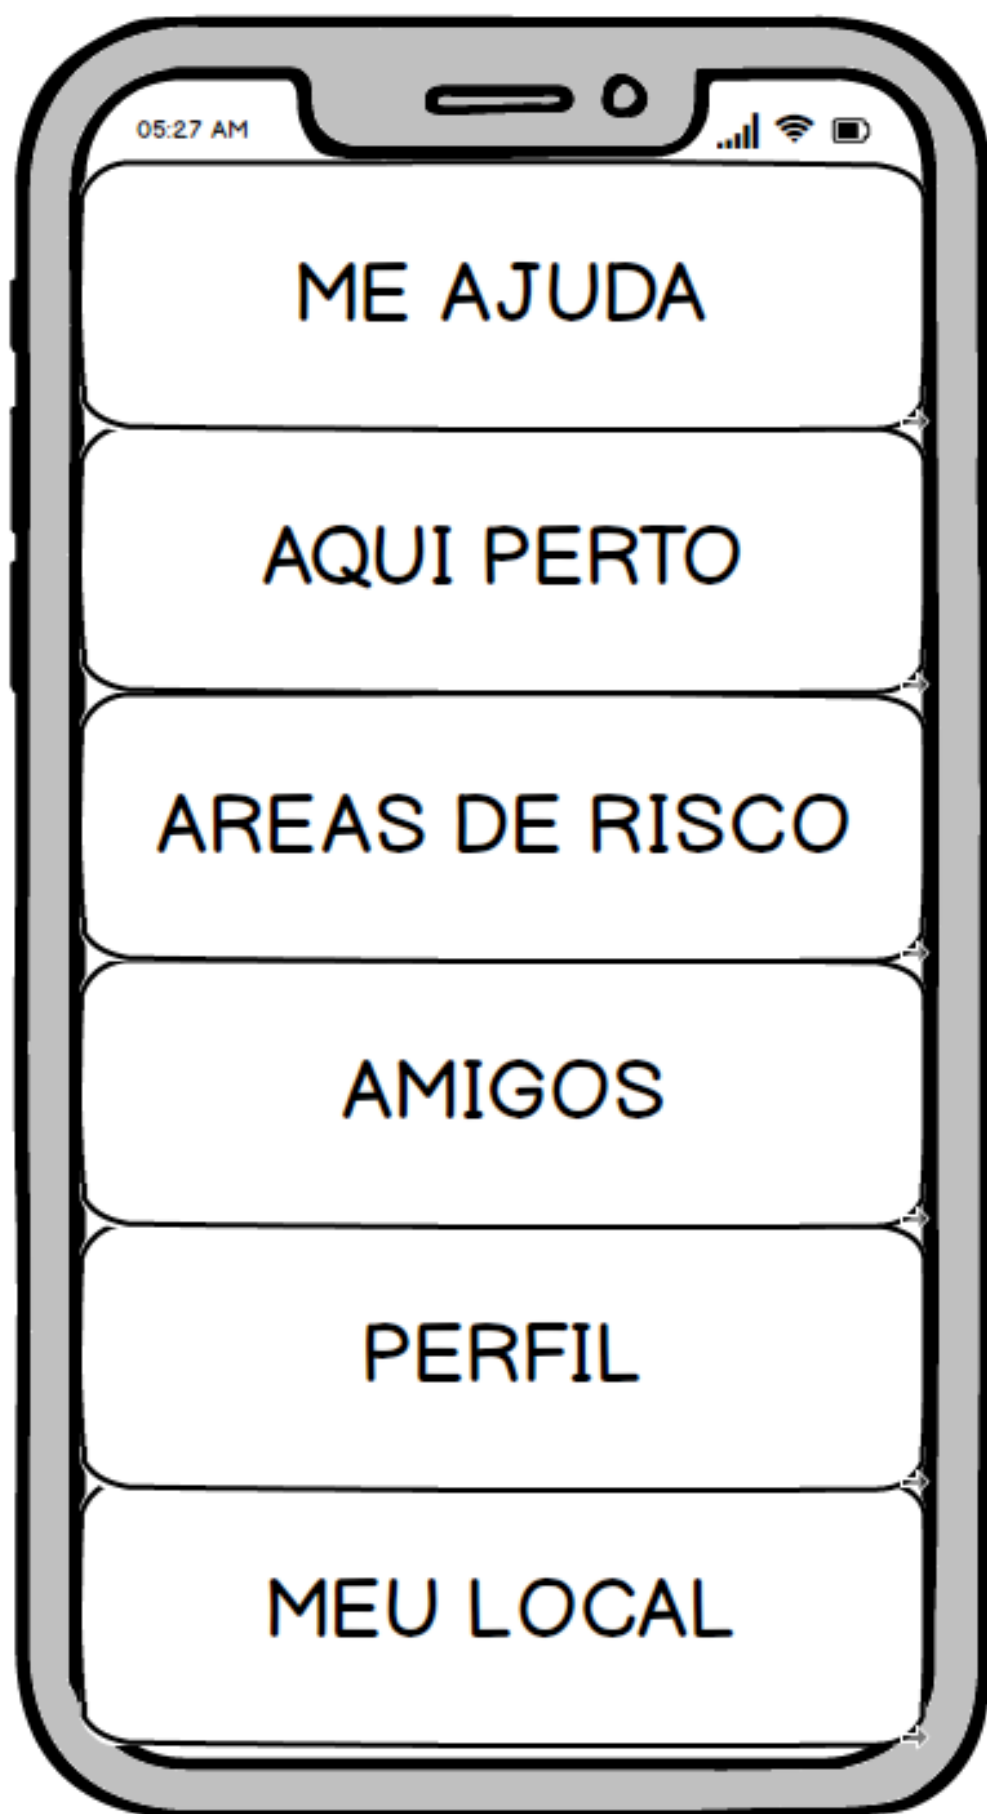 05:27 AM
ME AJUDA
AQUI PERTO
AREAS DE RISCO
AMIGOS
PERFIL
MEU LOCAL